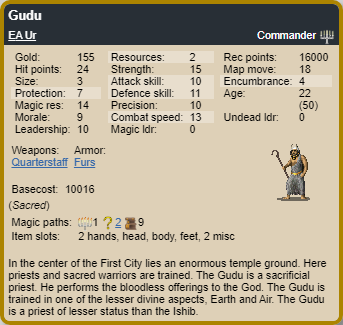 Gudu
EA Ur Commander
Gold: 155 Resources: 2 Rec points: 16000
Hit points: 24 Strength: 15 Map move: 18
Size: 3 Attack skill: 10 Encumbrance: 4
Protection: 7 Defence skill: 11 Age: 22
Magic res: 14 Precision: 10 (50)
Morale: 9 Combat speed: 13 Undead ldr: 0
Leadership: 10 Magic ldr: 0
Weapons: Armor:
Quarterstaff Furs
Basecost: 10016
(Sacred)
Magic paths: 1 ? 2 9
Item slots: 2 hands, head, body, feet, 2 misc
In the center of the First City lies an enormous temple ground. Here
priests and sacred warriors are trained. The Gudu is a sacrificial
priest. He performs the bloodless offerings to the God. The Gudu is
trained in one of the lesser divine aspects, Earth and Air. The Gudu
is a priest of lesser status than the Ishib.